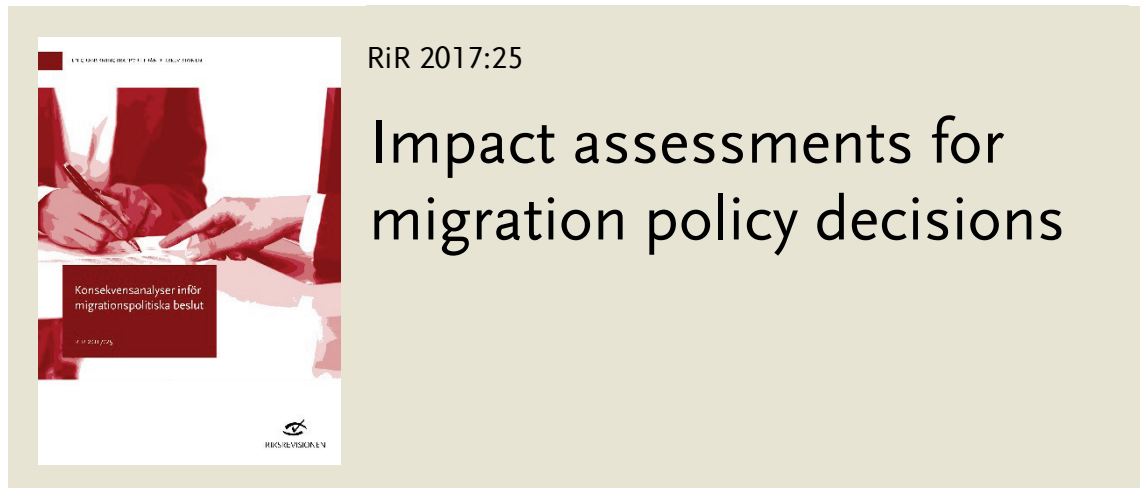 RiR 2017:25
Impact assessments for
migration policy decisions
Konsekvensanalyser inför
migrationspolitiska beslut
RIKSREVISIONEN